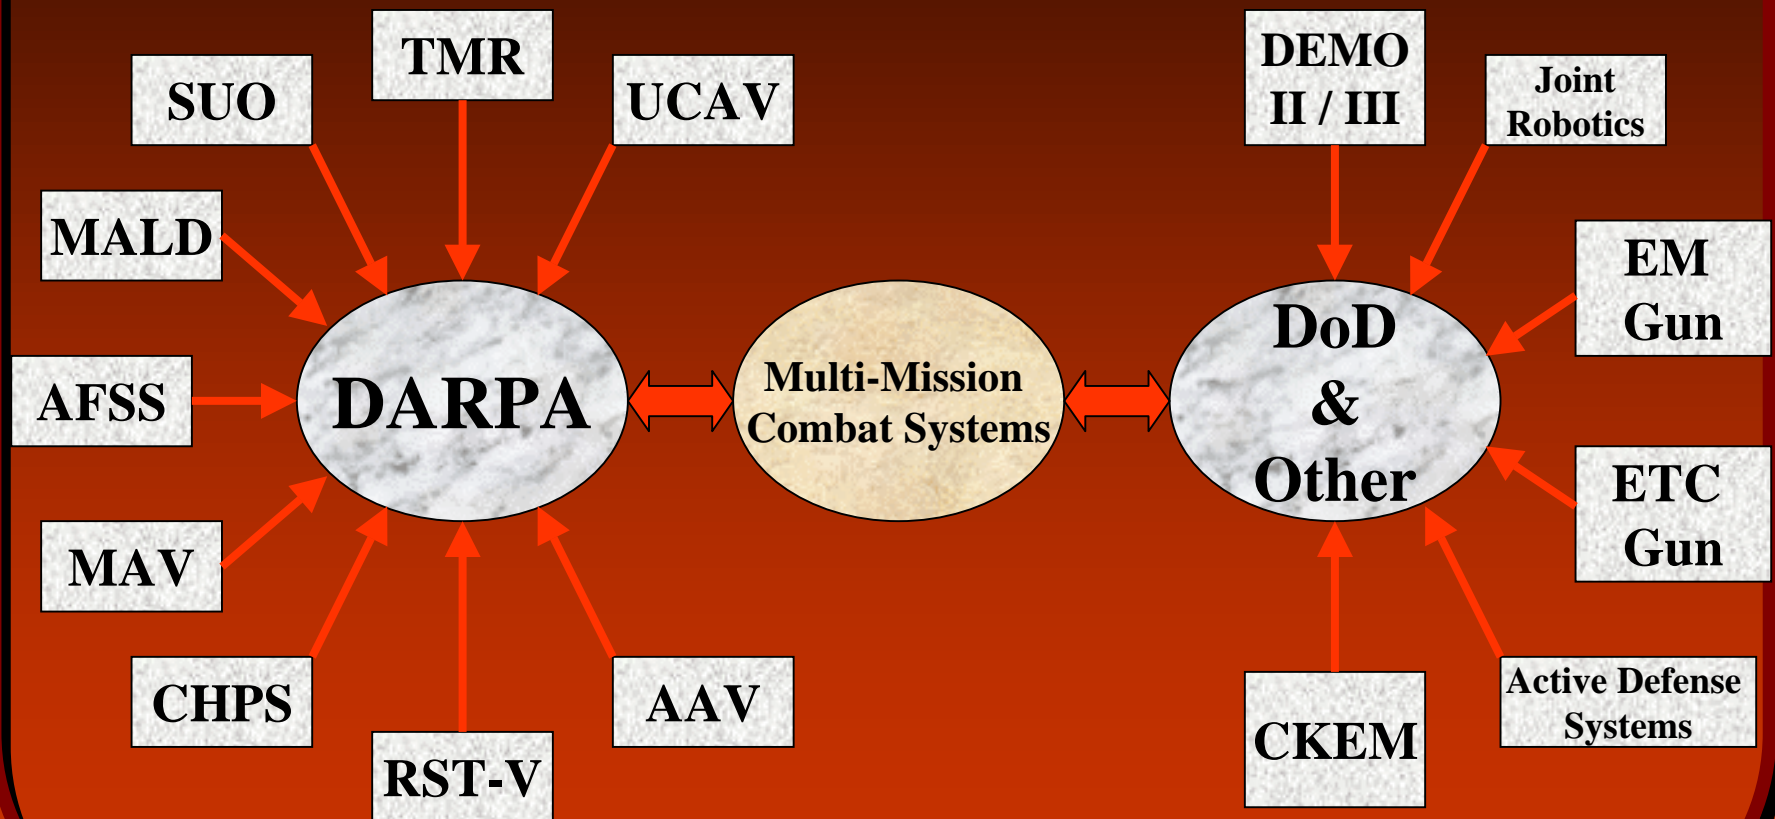 TMR
SUO
UCAV
MALD
AFSS
DARPA
MAV
CHPS
RST-V
AAV
Multi-Mission
Combat Systems
DEMO
II / III
Joint
Robotics
EM
Gun
DoD
&
Other
ETC
Gun
Active Defense
Systems
CKEM